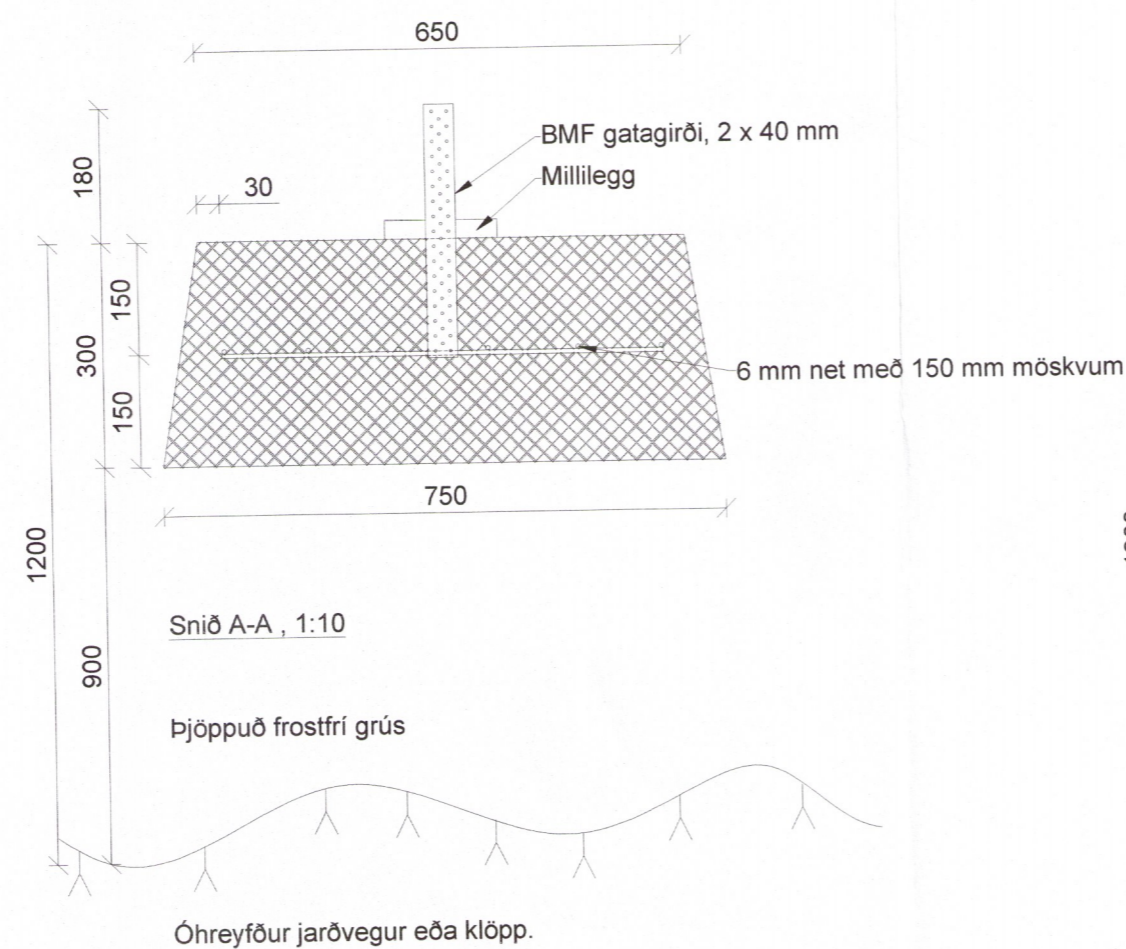 650
180
BMF gatagirði, 2 x 40 mm
Millilegg
30
150
300
150
6 mm net með 150 mm möskvum
750
1200
900
Snið A-A , 1:10
Þjöppuð frostfrí grús
Óhreyfður jarðvegur eða klöpp.